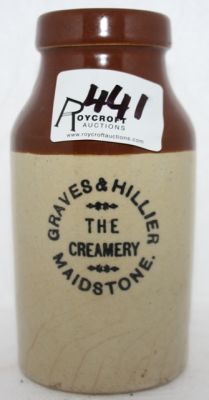 441
ROYCROFT
AUCTIONS
www.roycroftauctions.com
GRAVES & HILLIER
THE
CREAMERY
MAIDSTONE.